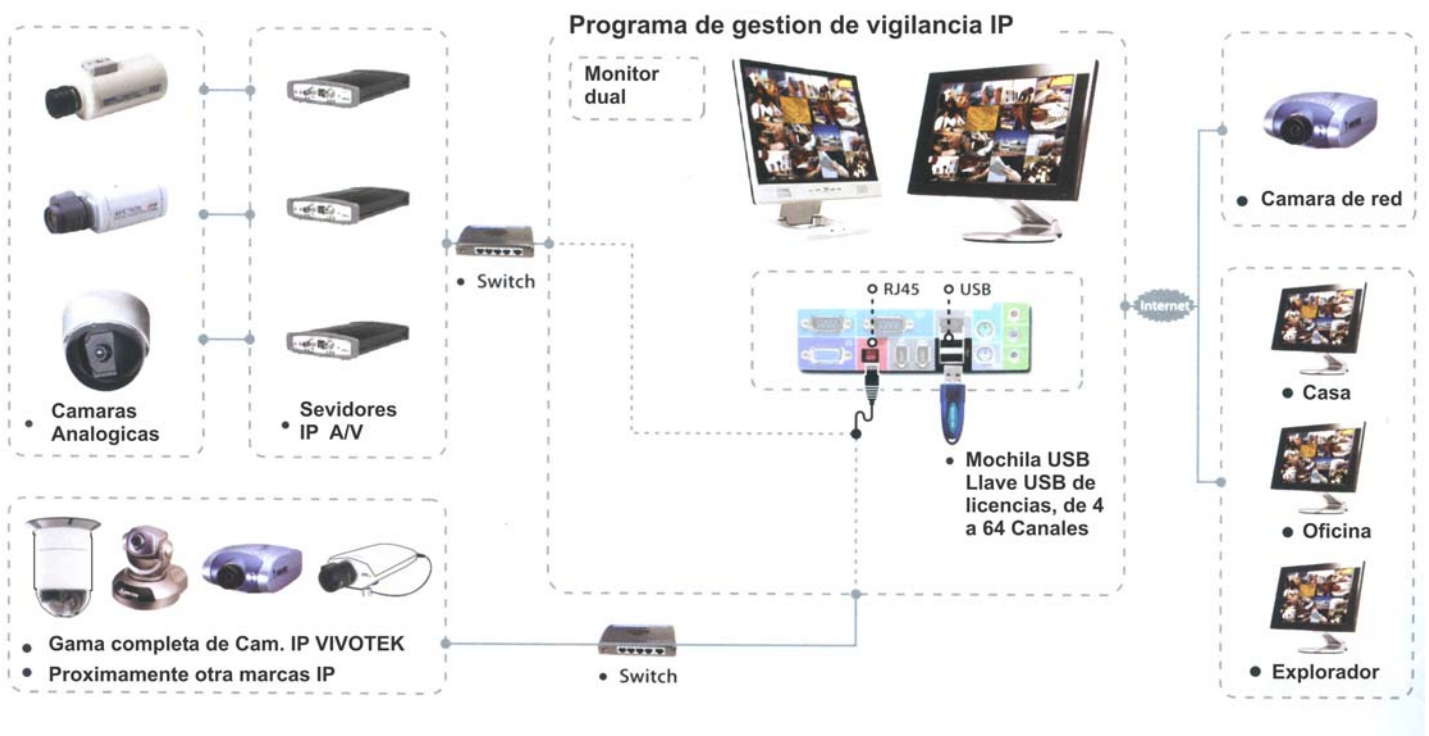 Programa de gestion de vigilancia IP
Monitor
dual
Camaras
Analogicas
Sevidores
IP A/V
Switch
RJ45
USB
Mochila USB
Llave USB de
licencias, de 4
a 64 Canales
Internet
Camara de red
Casa
Oficina
Explorador
Gama completa de Cam. IP VIVOTEK
Proximamente otra marcas IP
Switch